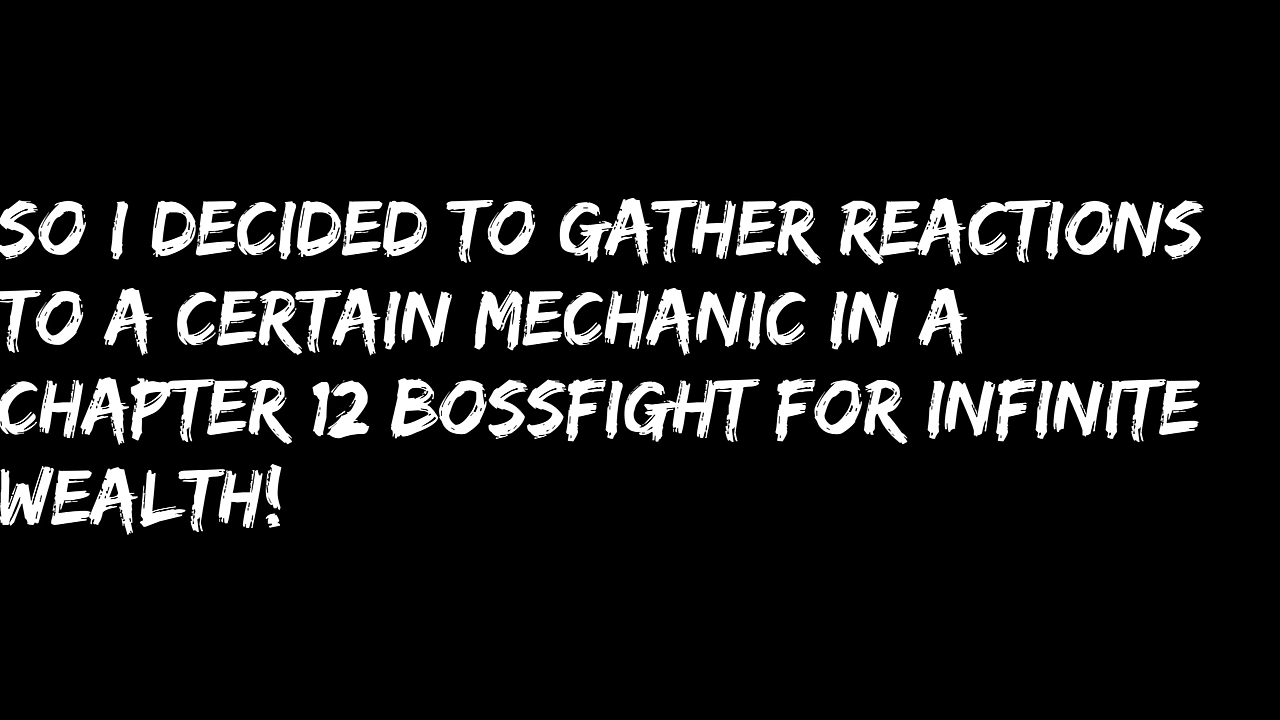 SO I DECIDED TO GATHER REACTIONS
TO A CERTAIN MECHANIC IN A
CHAPTER 12 BOSSFIGHT FOR INFINITE
WEALTH!